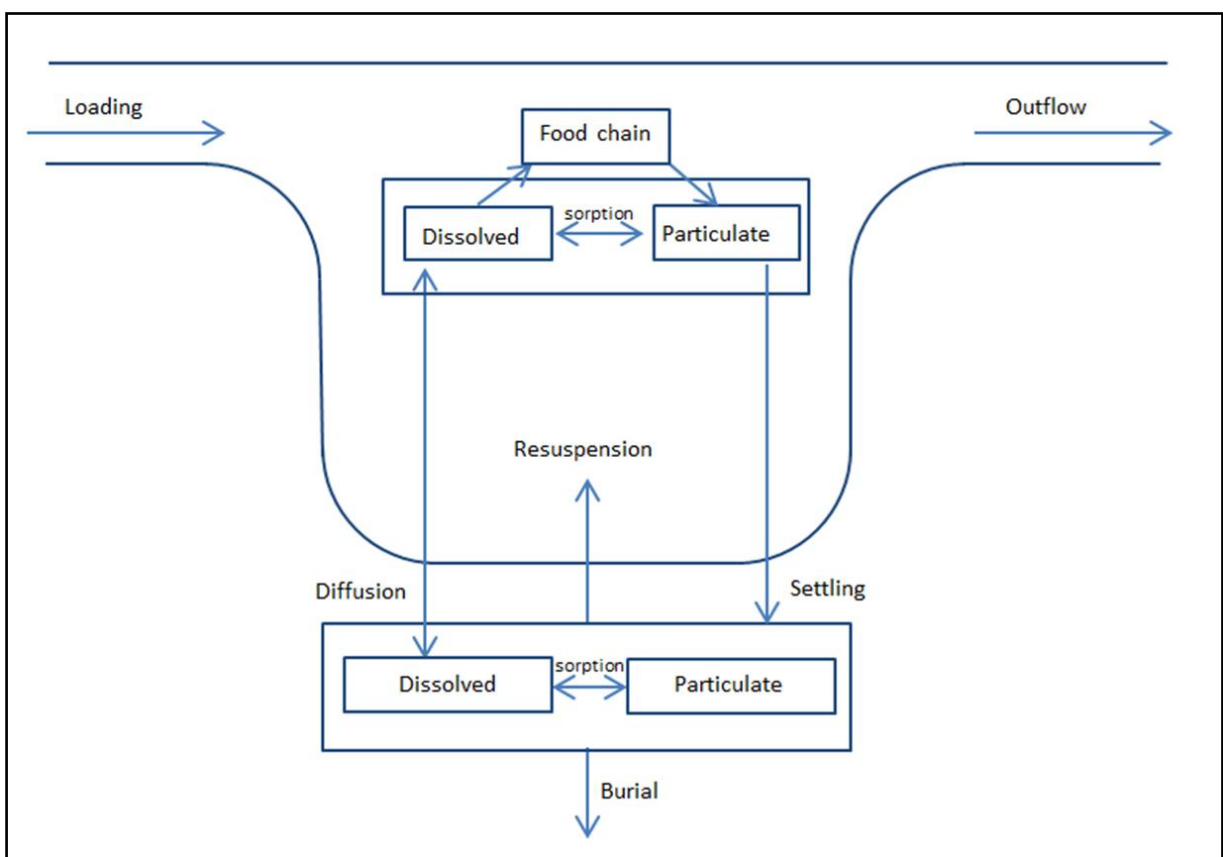 Loading
Outflow
Food chain
sorption
Dissolved
Particulate
Resuspension
Diffusion
Settling
sorption
Dissolved
Particulate
Burial